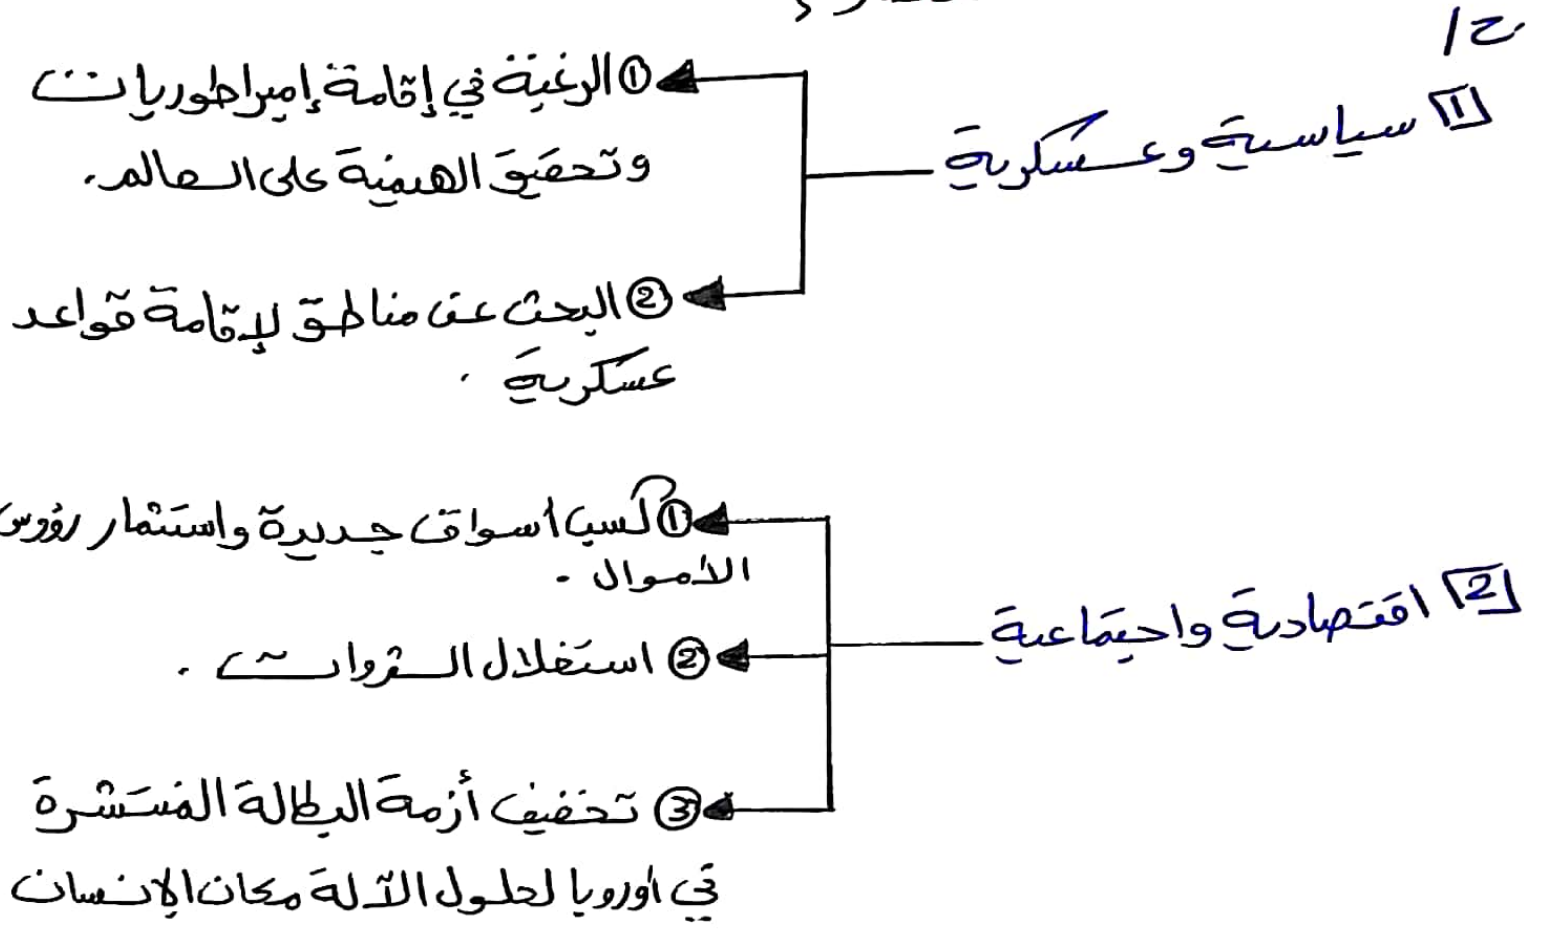 ج/
1 سياسية وعسكرية
① الرغبة في إقامة إمبراطوريات
وتحقيق الهيمنة على العالم.
② البحث عن مناطق لإقامة قواعد
عسكرية .
2 اقتصادية واجتماعية
① كسب اسواق جديدة واستثمار رؤوس
الأموال .
② استغلال الثروات .
③ تخفيف أزمة البطالة المنتشرة
في اوروبا لحلول الآلة مكان الإنسان